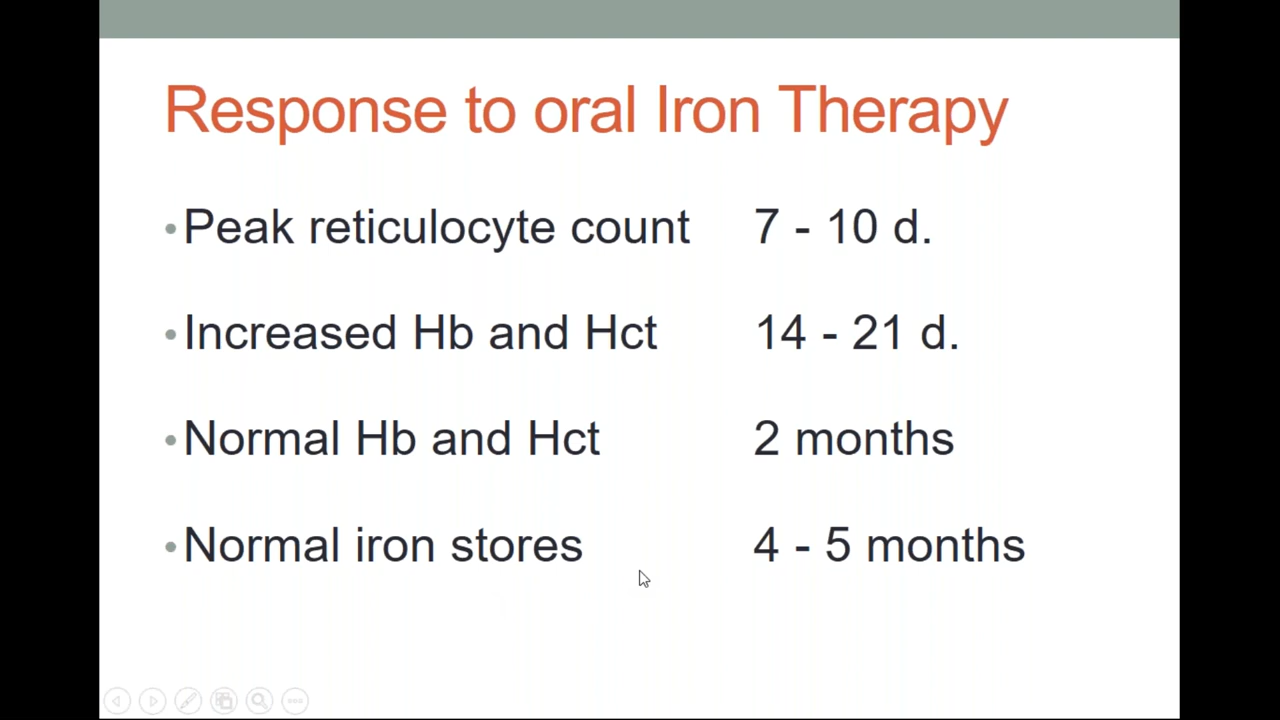 Response to oral Iron Therapy
•Peak reticulocyte count 7 - 10 d.
•Increased Hb and Hct 14 - 21 d.
•Normal Hb and Hct 2 months
•Normal iron stores 4 - 5 months